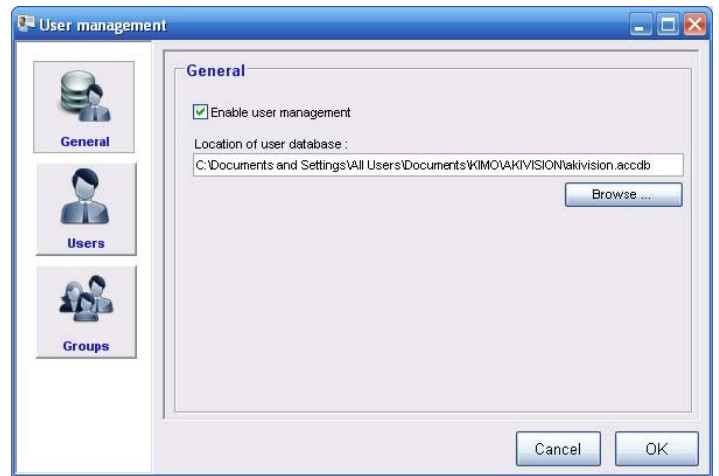 User management
General
Users
Groups
General
Enable user management
Location of user database :
C:\Documents and Settings\All Users\Documents\KIMO\AKIVISION\akivision.accdb
Browse ...
Cancel
OK